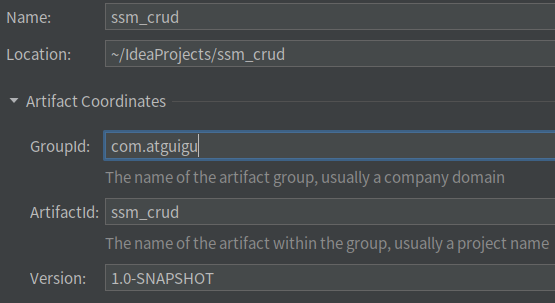 Name: ssm_crud
Location: ~/IdeaProjects/ssm_crud
Artifact Coordinates
GroupId: com.atguigu
The name of the artifact group, usually a company domain
ArtifactId: ssm_crud
The name of the artifact within the group, usually a project name
Version: 1.0-SNAPSHOT